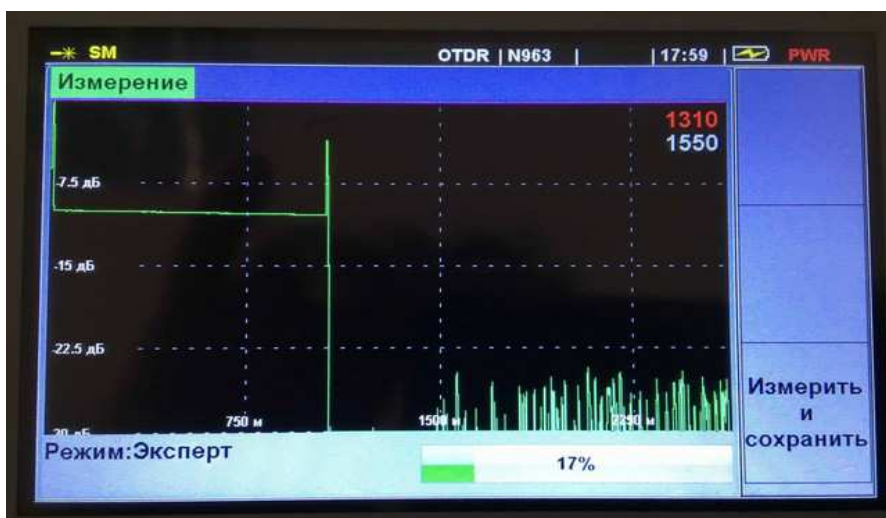 SM
OTDR | N963 | | 17:59 | PWR
Измерение
1310
1550
-7.5 дБ
-15 дБ
-22.5 дБ
750 м
Режим:Эксперт
17%
Измерить
и
сохранить